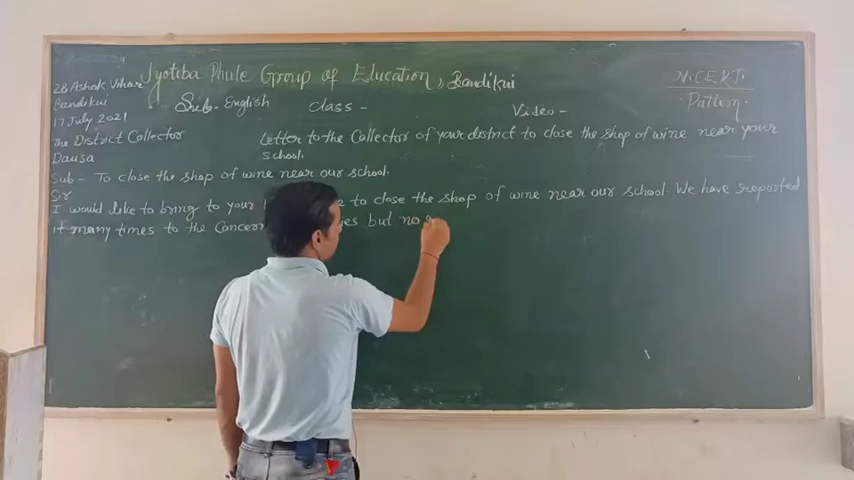 Jyotiba Phule Group of Education, Bandikui
N.C.E.R.T.
Pattern
Sub- English Class - Video -
28 Ashok Vihar
Bandikui
17 July 2021
The District Collector
Dausa
Letter to the Collector of your district to close the shop of wine near your
school.
Sub- To close the shop of wine near our school.
Sir
I would like to bring to your to close the shop of wine near our school. We have reported
it many times to the but no